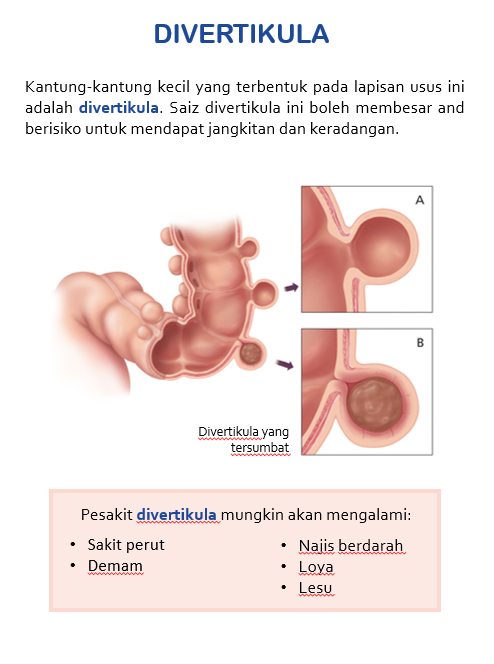 DIVERTIKULA
Kantung-kantung kecil yang terbentuk pada lapisan usus ini
adalah divertikula. Saiz divertikula ini boleh membesar and
berisiko untuk mendapat jangkitan dan keradangan.
A
B
Divertikula yang
tersumbat
Pesakit divertikula mungkin akan mengalami:
• Sakit perut
• Demam
• Najis berdarah
• Loya
• Lesu